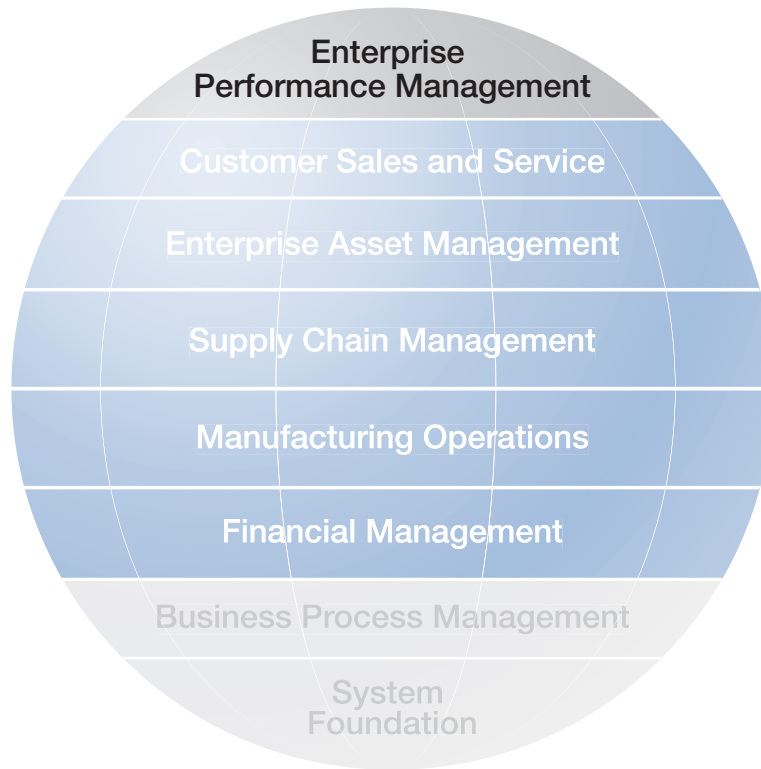 Enterprise
Performance Management
Customer Sales and Service
Enterprise Asset Management
Supply Chain Management
Manufacturing Operations
Financial Management
Business Process Management
System
Foundation